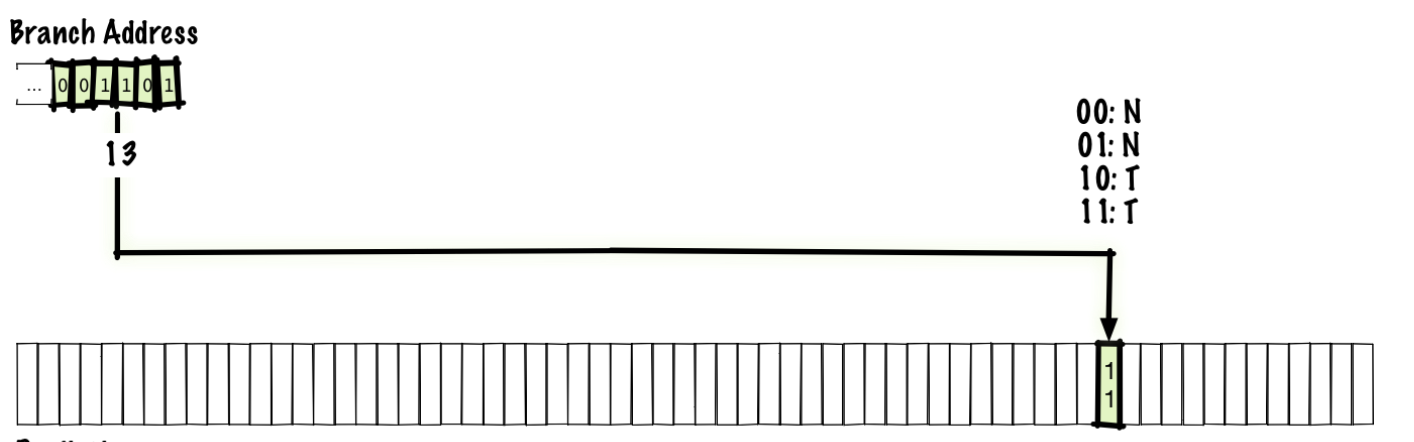 Branch Address
... 0 0 1 1 0 1
13
00: N
01: N
10: T
11: T
1
1